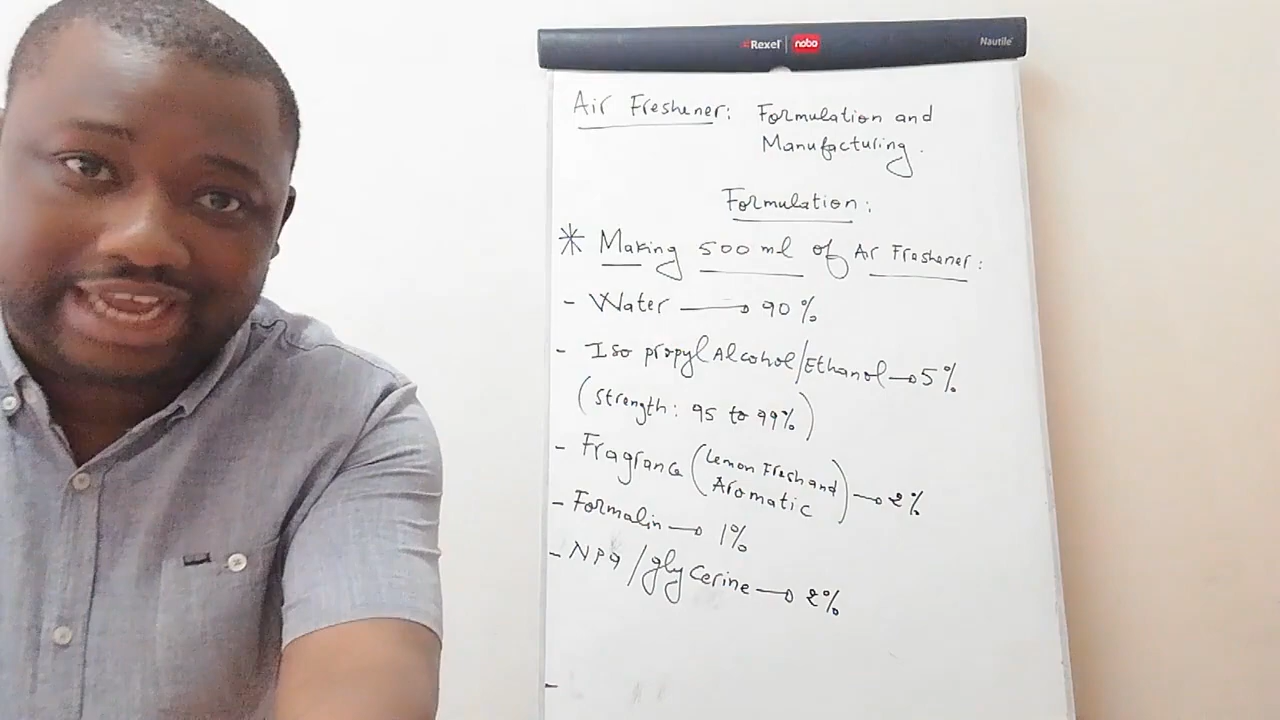 Rexel nobo Nautile
Air Freshener: Formulation and
Manufacturing.
Formulation:
* Making 500 ml of Air Freshener:
- Water → 90%
- Iso propyl Alcohol/Ethanol → 5%
(Strength: 95 to 99%)
- Fragrance (Lemon Fresh and
Aromatic) → 2%
- Formalin → 1%
- NP9/glycerine → 2%